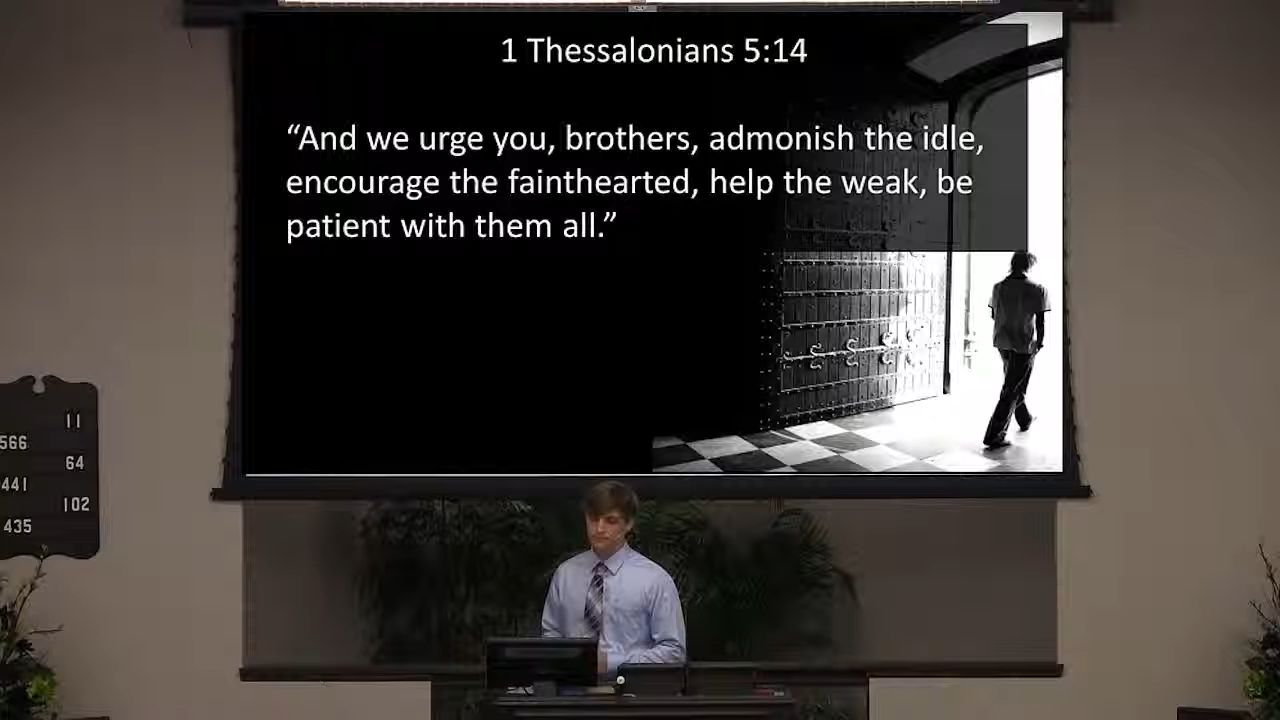 1 Thessalonians 5:14
“And we urge you, brothers, admonish the idle,
encourage the fainthearted, help the weak, be
patient with them all.”
11
566
64
441
102
435